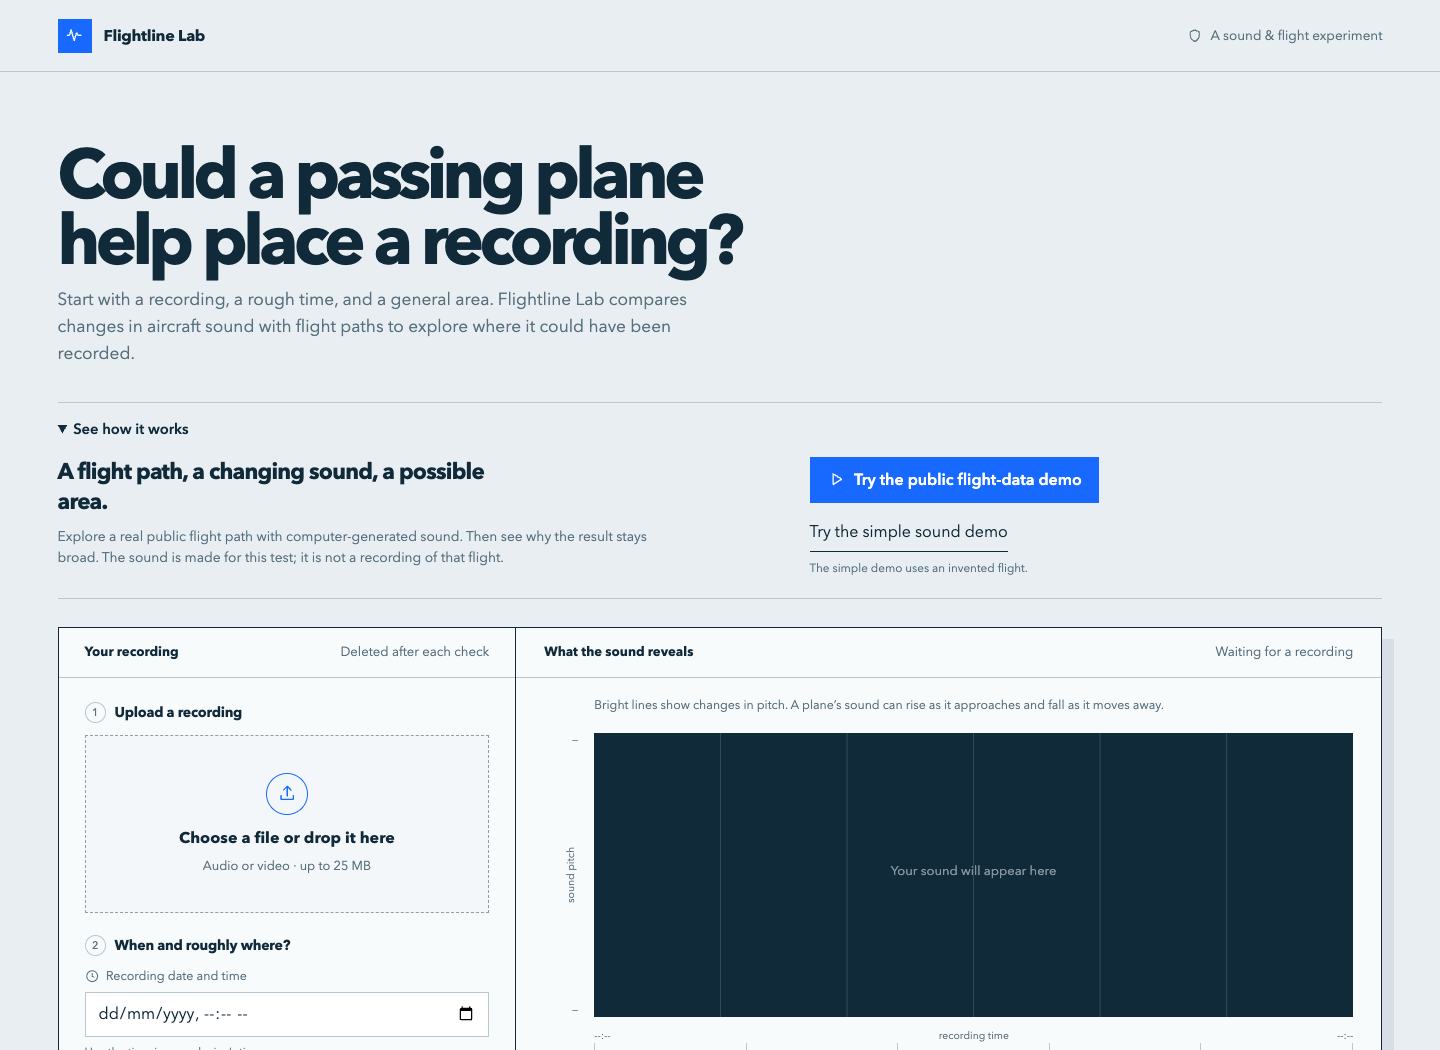 Flightline Lab
A sound & flight experiment
Could a passing plane
help place a recording?
Start with a recording, a rough time, and a general area. Flightline Lab compares
changes in aircraft sound with flight paths to explore where it could have been
recorded.
See how it works
A flight path, a changing sound, a possible
area.
Explore a real public flight path with computer-generated sound. Then see why the result stays
broad. The sound is made for this test; it is not a recording of that flight.
Try the public flight-data demo
Try the simple sound demo
The simple demo uses an invented flight.
Your recording
Deleted after each check
1 Upload a recording
Choose a file or drop it here
Audio or video · up to 25 MB
2 When and roughly where?
Recording date and time
dd/mm/yyyy, --:-- --
What the sound reveals
Waiting for a recording
Bright lines show changes in pitch. A plane’s sound can rise as it approaches and fall as it moves away.
–
sound pitch
Your sound will appear here
–
--:--
recording time
--:--